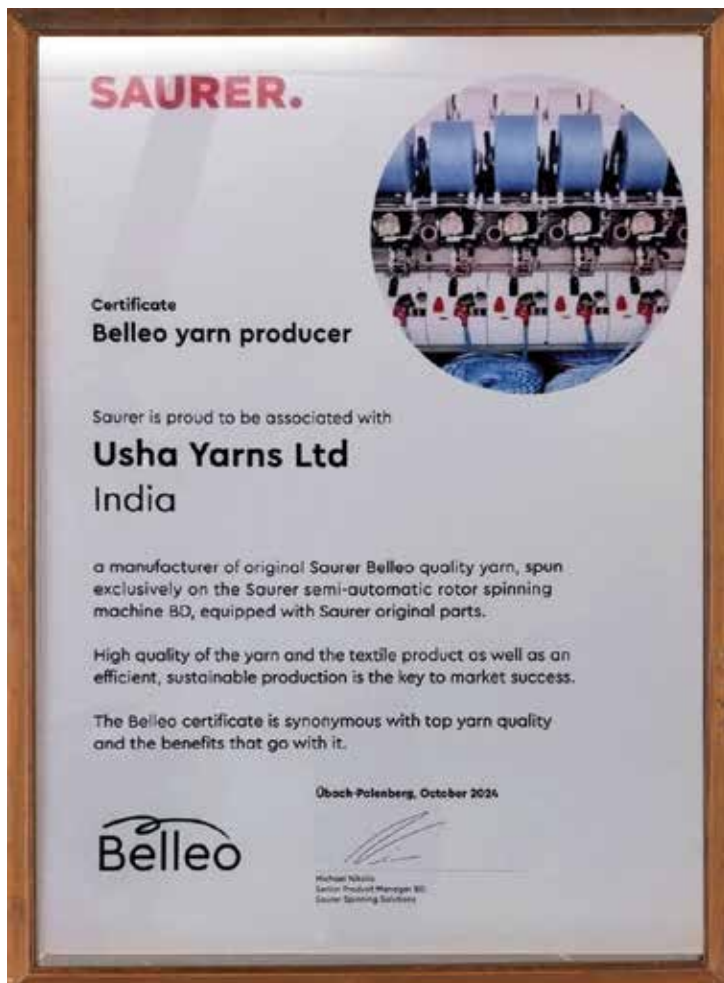 SAURER.
Certificate
Belleo yarn producer
Saurer is proud to be associated with
Usha Yarns Ltd
India
a manufacturer of original Saurer Belleo quality yarn, spun
exclusively on the Saurer semi-automatic rotor spinning
machine BD, equipped with Saurer original parts.
High quality of the yarn and the textile product as well as an
efficient, sustainable production is the key to market success.
The Belleo certificate is synonymous with top yarn quality
and the benefits that go with it.
Übach-Palenberg, October 2024
Belleo
Michael
Senior Product Manager BD
Saurer Spinning Solutions